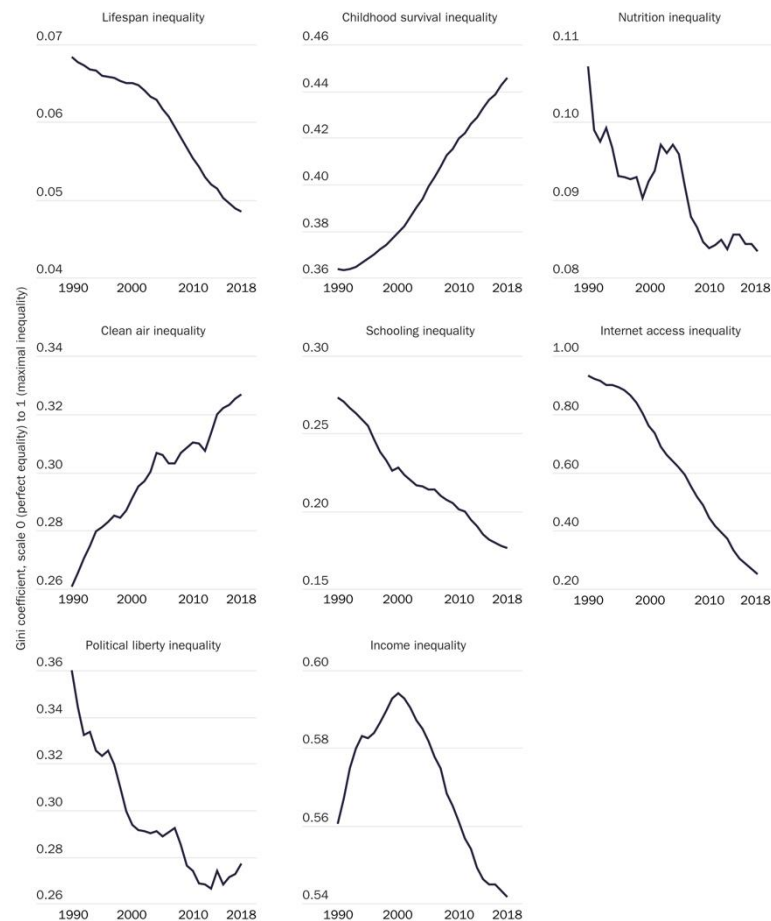 Gini coefficient, scale 0 (perfect equality) to 1 (maximal inequality)
Lifespan inequality
0.07
0.06
0.05
0.04
1990 2000 2010 2018
Childhood survival inequality
0.46
0.44
0.42
0.40
0.38
0.36
1990 2000 2010 2018
Nutrition inequality
0.11
0.10
0.09
0.08
1990 2000 2010 2018
Clean air inequality
0.34
0.32
0.30
0.28
0.26
1990 2000 2010 2018
Schooling inequality
0.30
0.25
0.20
0.15
1990 2000 2010 2018
Internet access inequality
1.00
0.80
0.60
0.40
0.20
1990 2000 2010 2018
Political liberty inequality
0.36
0.34
0.32
0.30
0.28
0.26
1990 2000 2010 2018
Income inequality
0.60
0.58
0.56
0.54
1990 2000 2010 2018